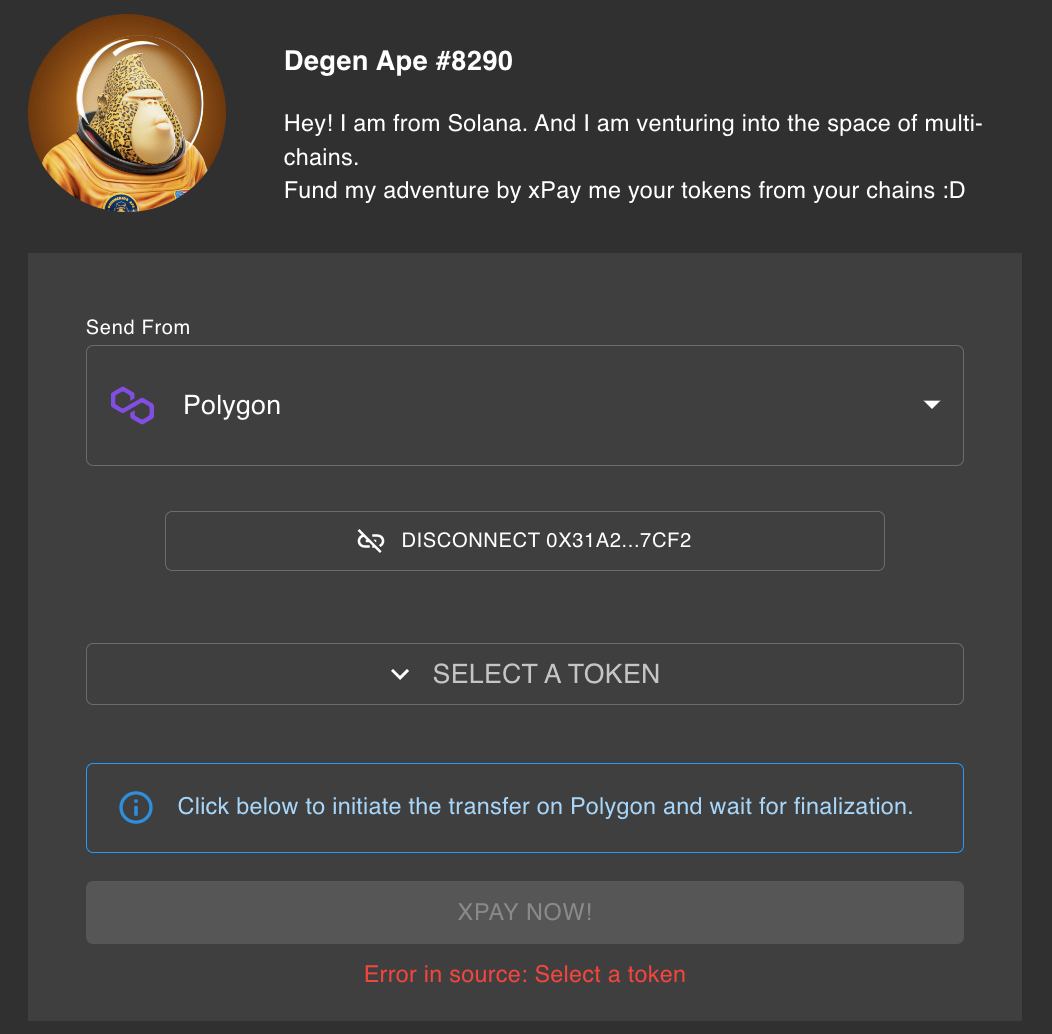 Degen Ape #8290
Hey! I am from Solana. And I am venturing into the space of multi-
chains.
Fund my adventure by xPay me your tokens from your chains :D
Send From
Polygon
DISCONNECT 0X31A2...7CF2
SELECT A TOKEN
Click below to initiate the transfer on Polygon and wait for finalization.
XPAY NOW!
Error in source: Select a token